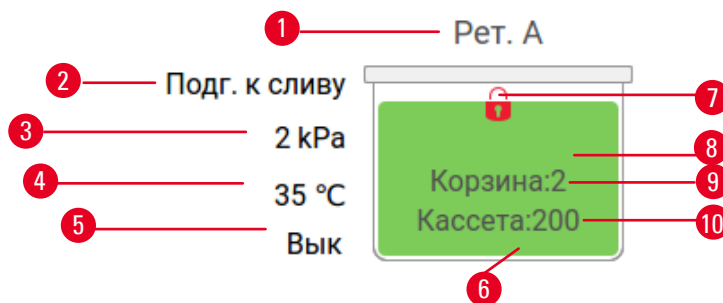 1 Рет. А
2 Подг. к сливу
7
3 2 kPa
8
4 35 °C
Корзина:2 9
5 Вык
Кассета:200 10
6